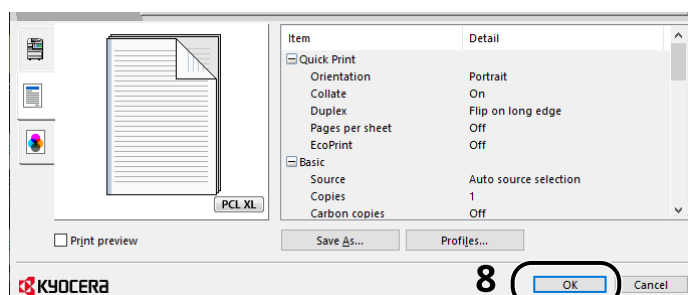 Item Detail
Quick Print
Orientation Portrait
Collate On
Duplex Flip on long edge
Pages per sheet Off
EcoPrint Off
Basic
Source Auto source selection
Copies 1
Carbon copies Off
PCL XL
Print preview Save As... Profiles...
KYOCERA 8 OK Cancel